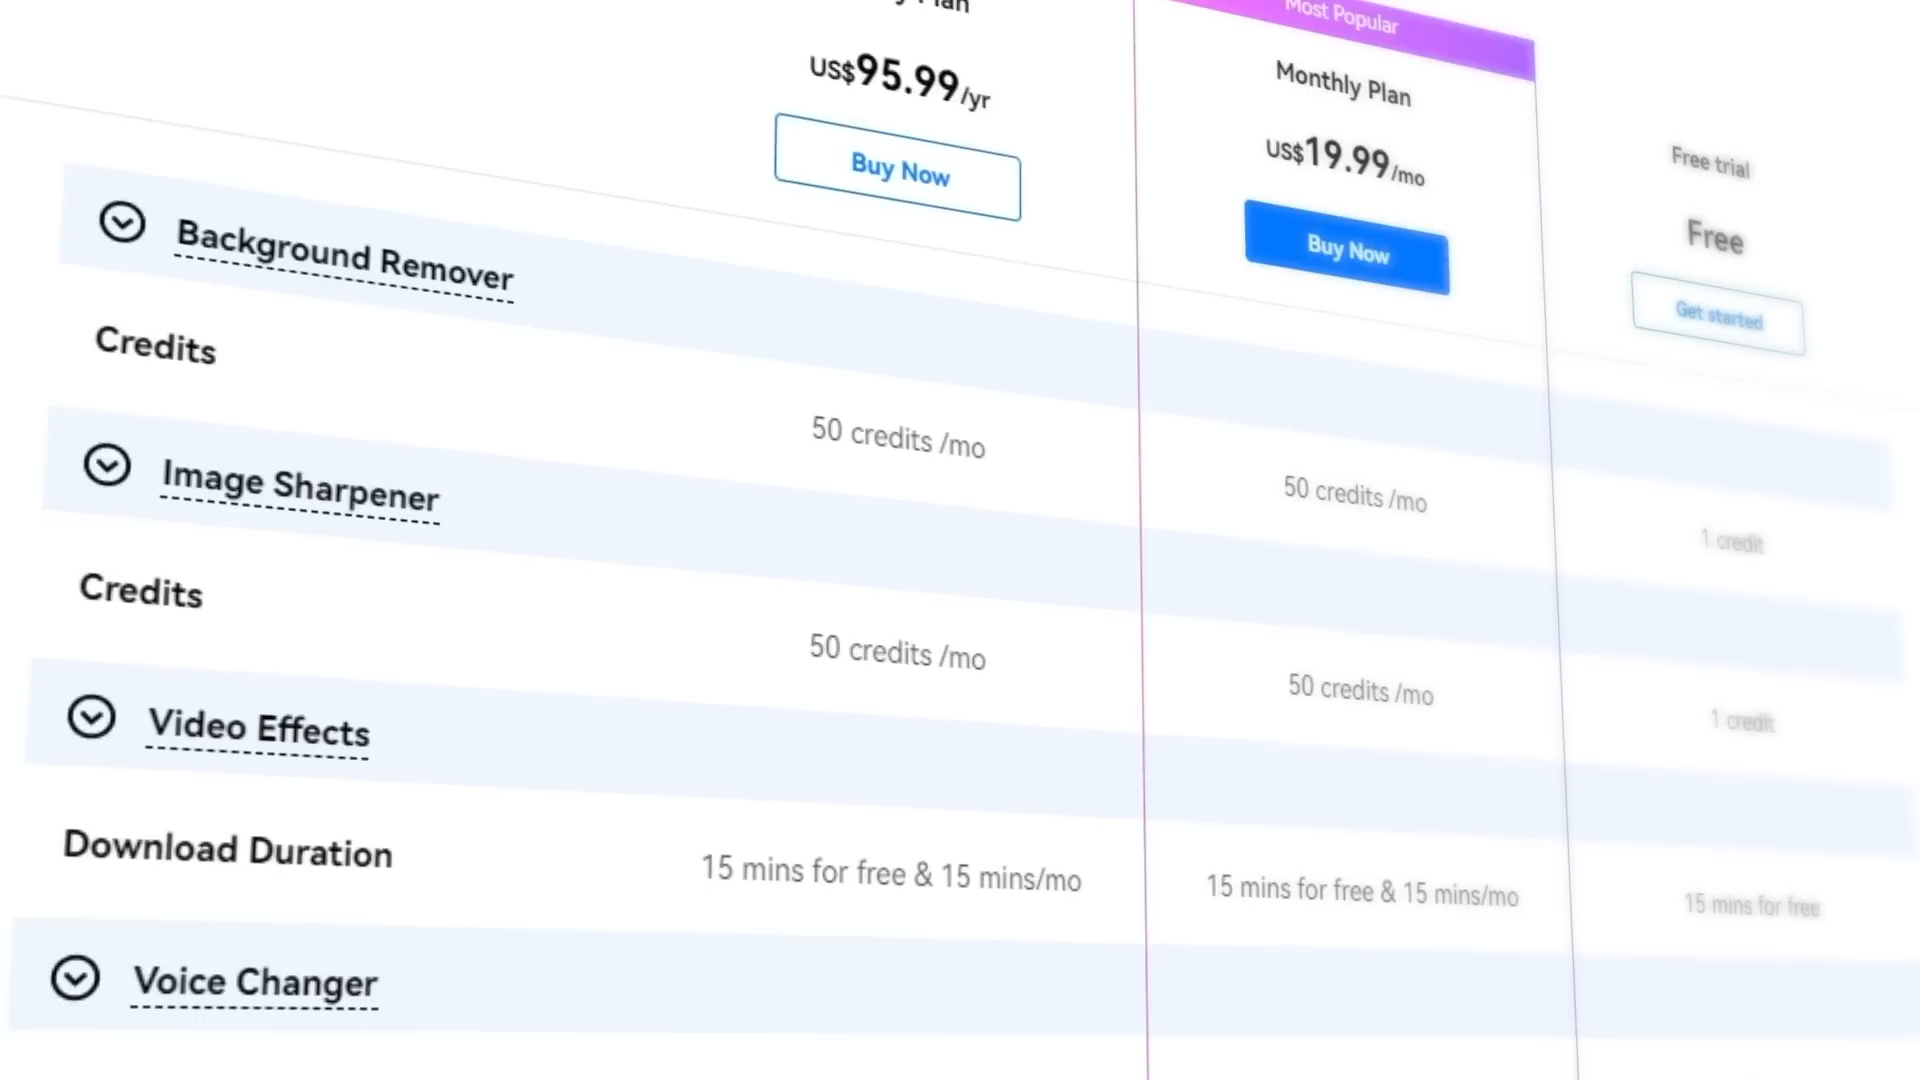 Plan
US$95.99/yr
Buy Now
Most Popular
Monthly Plan
US$19.99/mo
Buy Now
Free trial
Free
Get started
Background Remover
Credits
50 credits /mo
50 credits /mo
1 credit
Image Sharpener
Credits
50 credits /mo
50 credits /mo
1 credit
Video Effects
Download Duration
15 mins for free & 15 mins/mo
15 mins for free & 15 mins/mo
15 mins for free
Voice Changer